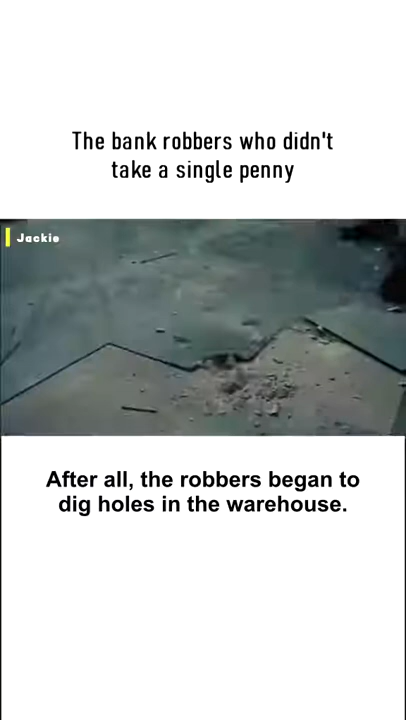 The bank robbers who didn't
take a single penny
Jackie
After all, the robbers began to
dig holes in the warehouse.